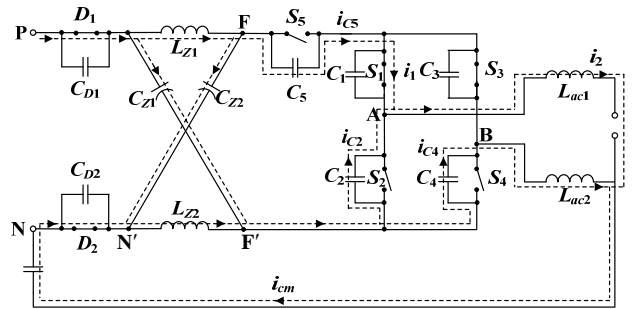 P
D1
F
S5
iC5
LZ1
CD1
CZ1
CZ2
C5
C1
S1
i1
C3
S3
i2
A
Lac1
B
iC2
iC4
CD2
C2
S2
C4
S4
Lac2
LZ2
N
D2
N′
F′
icm